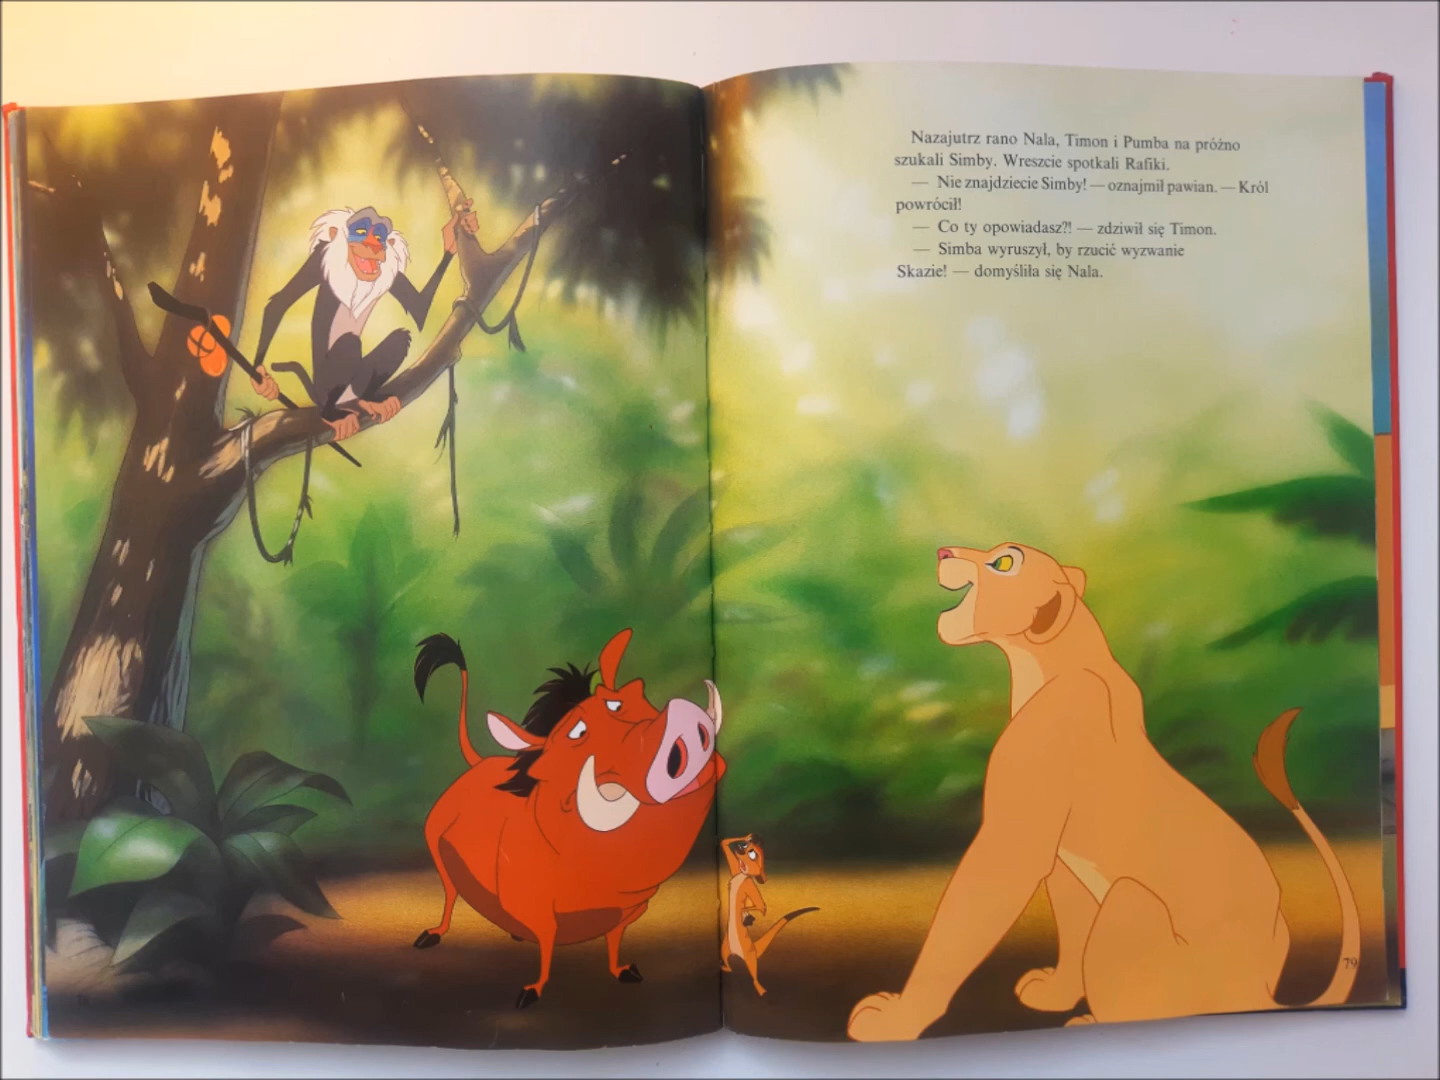 Nazajutrz rano Nala, Timon i Pumba na próżno
szukali Simby. Wreszcie spotkali Rafiki.
— Nie znajdziecie Simby! — oznajmił pawian. — Król
powrócił!
— Co ty opowiadasz?! — zdziwił się Timon.
— Simba wyruszył, by rzucić wyzwanie
Skazie! — domyśliła się Nala.
79